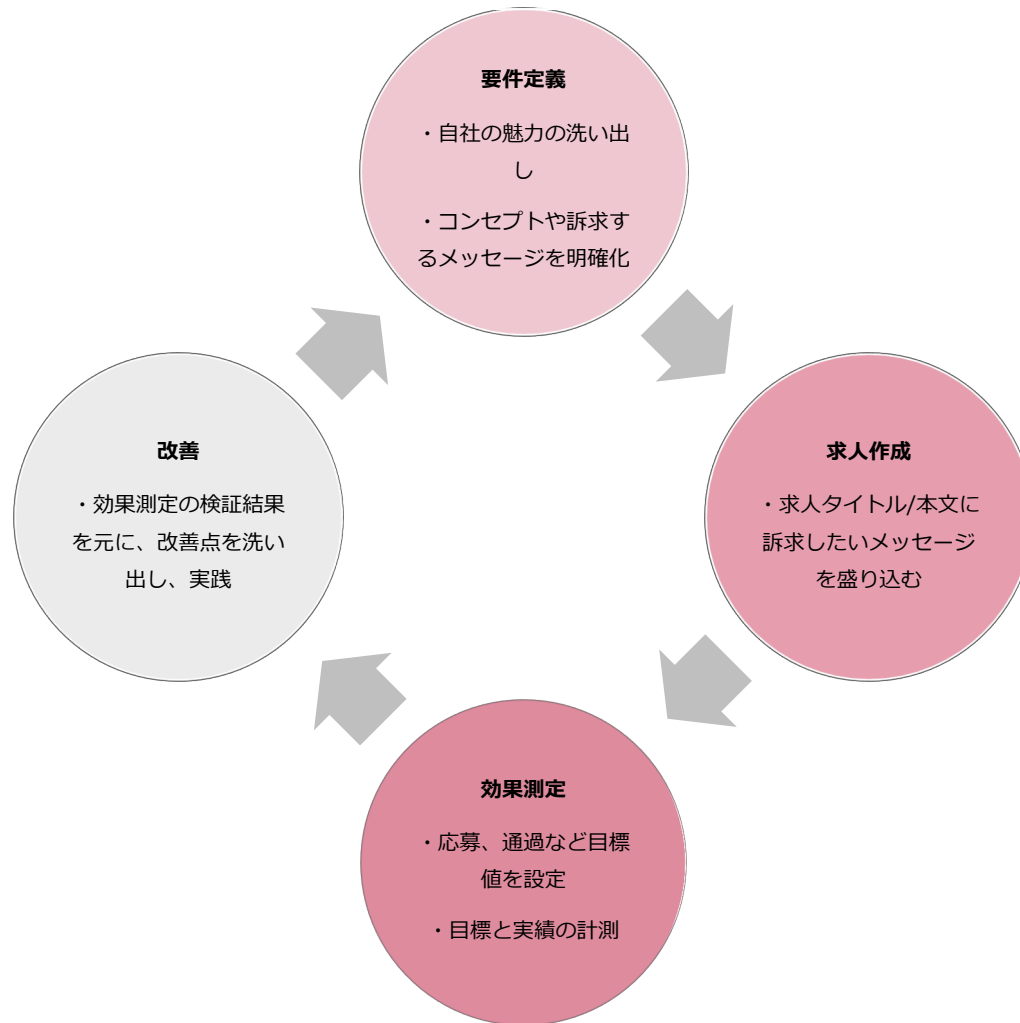 要件定義
・自社の魅力の洗い出
し
・コンセプトや訴求す
るメッセージを明確化
求人作成
・求人タイトル/本文に
訴求したいメッセージ
を盛り込む
効果測定
・応募、通過など目標
値を設定
・目標と実績の計測
改善
・効果測定の検証結果
を元に、改善点を洗い
出し、実践